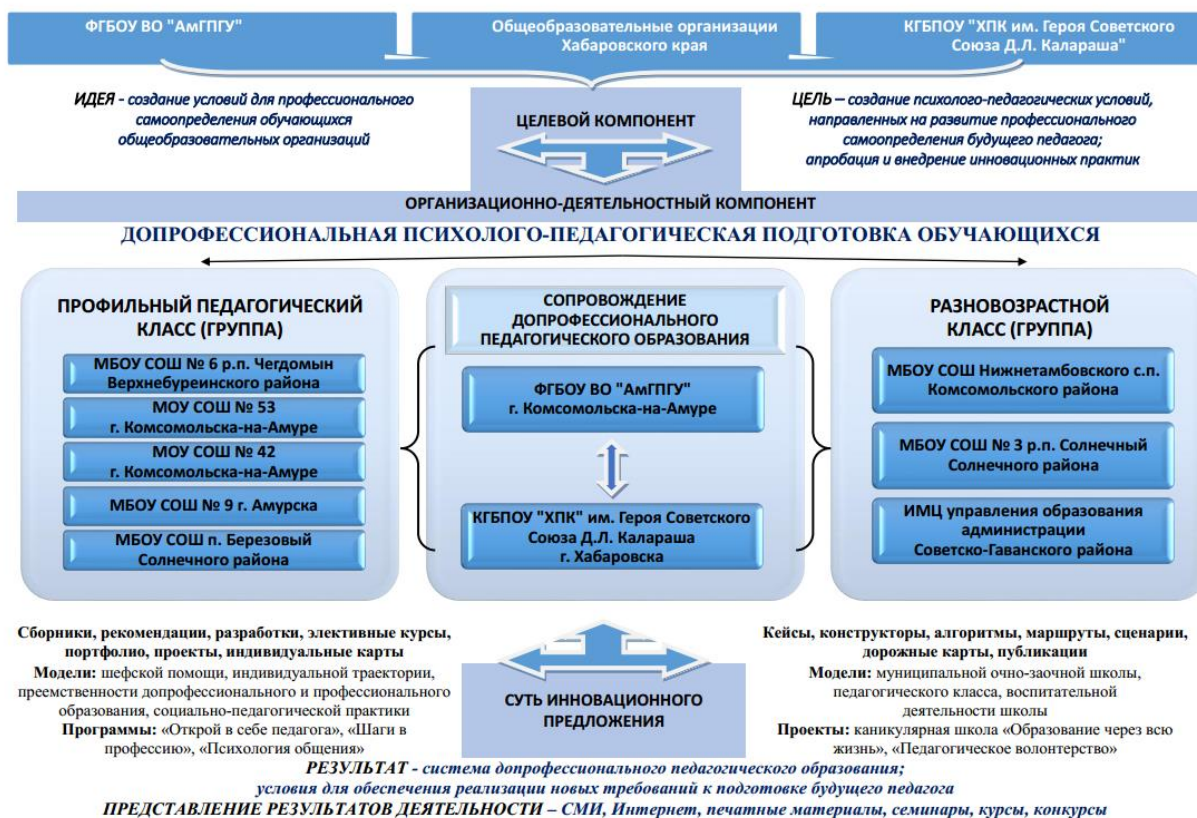 ФГБОУ ВО "АмГПГУ"
Общеобразовательные организации
Хабаровского края
КГБПОУ "ХПК им. Героя Советского
Союза Д.Л. Калараша"
ИДЕЯ - создание условий для профессионального
самоопределения обучающихся
общеобразовательных организаций
ЦЕЛЕВОЙ КОМПОНЕНТ
ЦЕЛЬ – создание психолого-педагогических условий,
направленных на развитие профессионального
самоопределения будущего педагога;
апробация и внедрение инновационных практик
ОРГАНИЗАЦИОННО-ДЕЯТЕЛЬНОСТНЫЙ КОМПОНЕНТ
ДОПРОФЕССИОНАЛЬНАЯ ПСИХОЛОГО-ПЕДАГОГИЧЕСКАЯ ПОДГОТОВКА ОБУЧАЮЩИХСЯ
ПРОФИЛЬНЫЙ ПЕДАГОГИЧЕСКИЙ
КЛАСС (ГРУППА)
МБОУ СОШ № 6 р.п. Чегдомын
Верхнебуреинского района
МОУ СОШ № 53
г. Комсомольска-на-Амуре
МОУ СОШ № 42
г. Комсомольска-на-Амуре
МБОУ СОШ № 9 г. Амурска
МБОУ СОШ п. Березовый
Солнечного района
СОПРОВОЖДЕНИЕ
ДОПРОФЕССИОНАЛЬНОГО
ПЕДАГОГИЧЕСКОГО ОБРАЗОВАНИЯ
ФГБОУ ВО "АмГПГУ"
г. Комсомольска-на-Амуре
КГБПОУ "ХПК" им. Героя Советского
Союза Д.Л. Калараша
г. Хабаровска
РАЗНОВОЗРАСТНОЙ
КЛАСС (ГРУППА)
МБОУ СОШ Нижнетамбовского с.п.
Комсомольского района
МБОУ СОШ № 3 р.п. Солнечный
Солнечного района
ИМЦ управления образования
администрации
Советско-Гаванского района
Сборники, рекомендации, разработки, элективные курсы,
портфолио, проекты, индивидуальные карты
Модели: шефской помощи, индивидуальной траектории,
преемственности допрофессионального и профессионального
образования, социально-педагогической практики
Программы: «Открой в себе педагога», «Шаги в
профессию», «Психология общения»
СУТЬ ИННОВАЦИОННОГО
ПРЕДЛОЖЕНИЯ
Кейсы, конструкторы, алгоритмы, маршруты, сценарии,
дорожные карты, публикации
Модели: муниципальной очно-заочной школы,
педагогического класса, воспитательной
деятельности школы
Проекты: каникулярная школа «Образование через всю
жизнь», «Педагогическое волонтерство»
РЕЗУЛЬТАТ - система допрофессионального педагогического образования;
условия для обеспечения реализации новых требований к подготовке будущего педагога
ПРЕДСТАВЛЕНИЕ РЕЗУЛЬТАТОВ ДЕЯТЕЛЬНОСТИ – СМИ, Интернет, печатные материалы, семинары, курсы, конкурсы